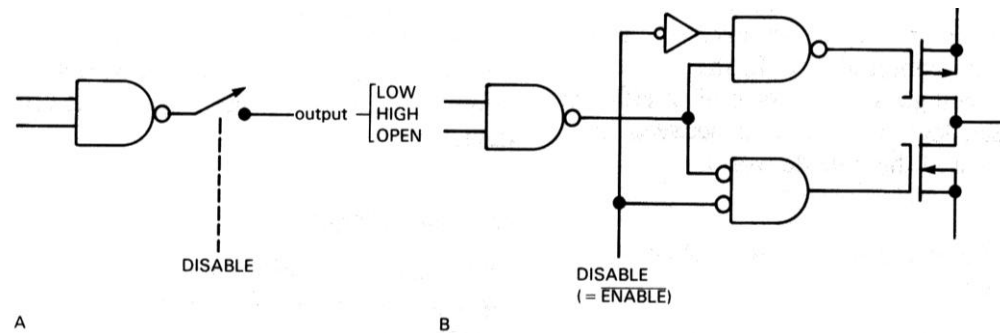 output
LOW
HIGH
OPEN
DISABLE
A
DISABLE
(= ENABLE)
B